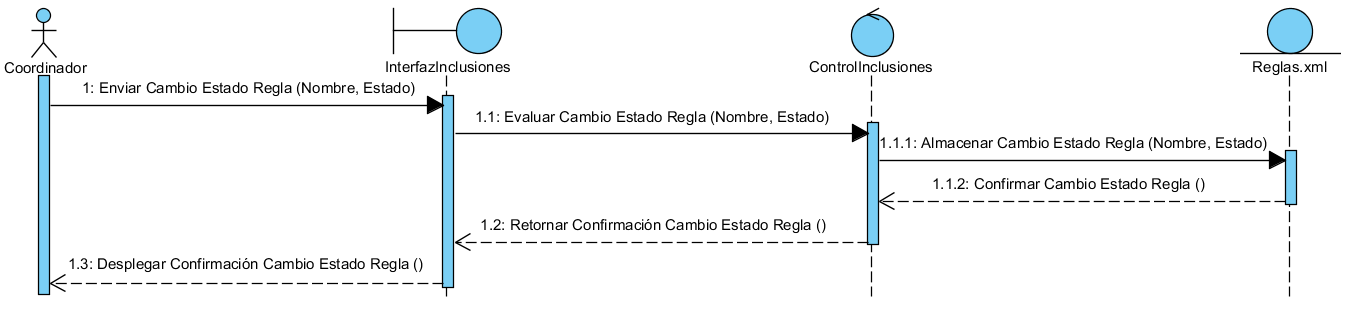 Coordinador
InterfazInclusiones
ControlInclusiones
Reglas.xml
1: Enviar Cambio Estado Regla (Nombre, Estado)
1.1: Evaluar Cambio Estado Regla (Nombre, Estado)
1.1.1: Almacenar Cambio Estado Regla (Nombre, Estado)
1.1.2: Confirmar Cambio Estado Regla ()
1.2: Retornar Confirmación Cambio Estado Regla ()
1.3: Desplegar Confirmación Cambio Estado Regla ()